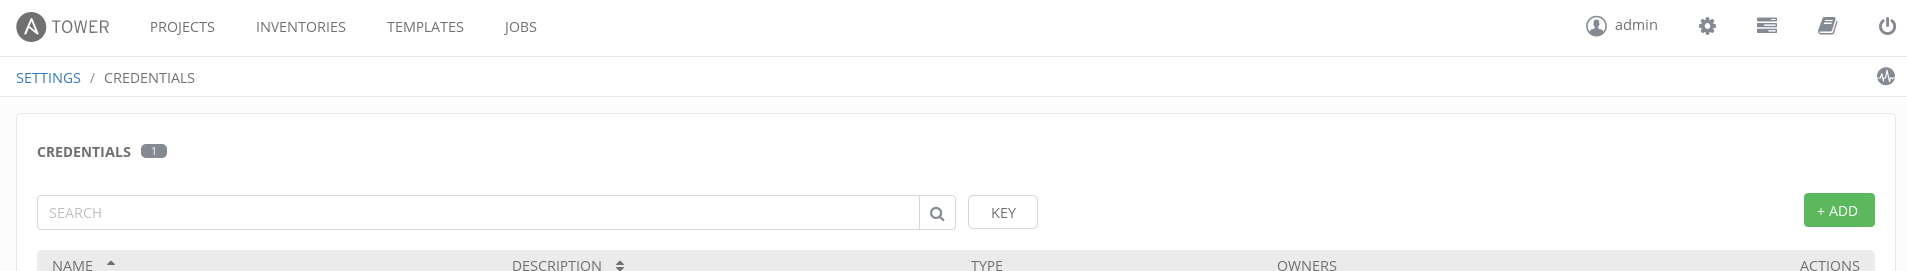 TOWER PROJECTS INVENTORIES TEMPLATES JOBS admin
SETTINGS / CREDENTIALS
CREDENTIALS 1
SEARCH KEY + ADD
NAME DESCRIPTION TYPE OWNERS ACTIONS